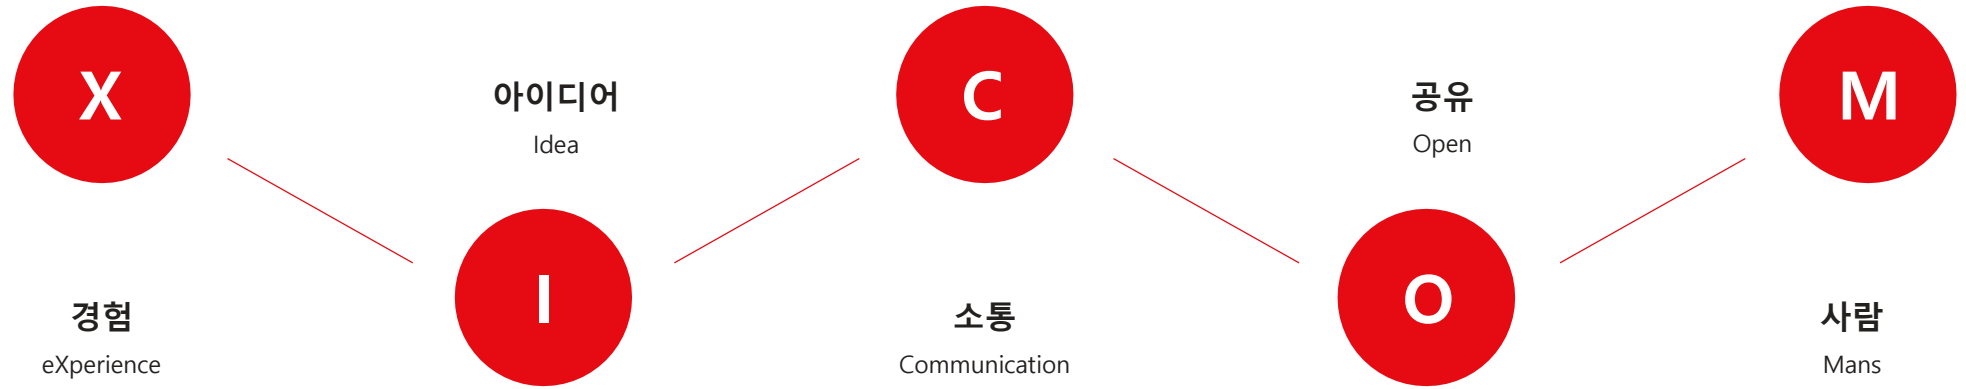 X
경험
eXperience
아이디어
Idea
I
C
소통
Communication
공유
Open
O
M
사람
Mans